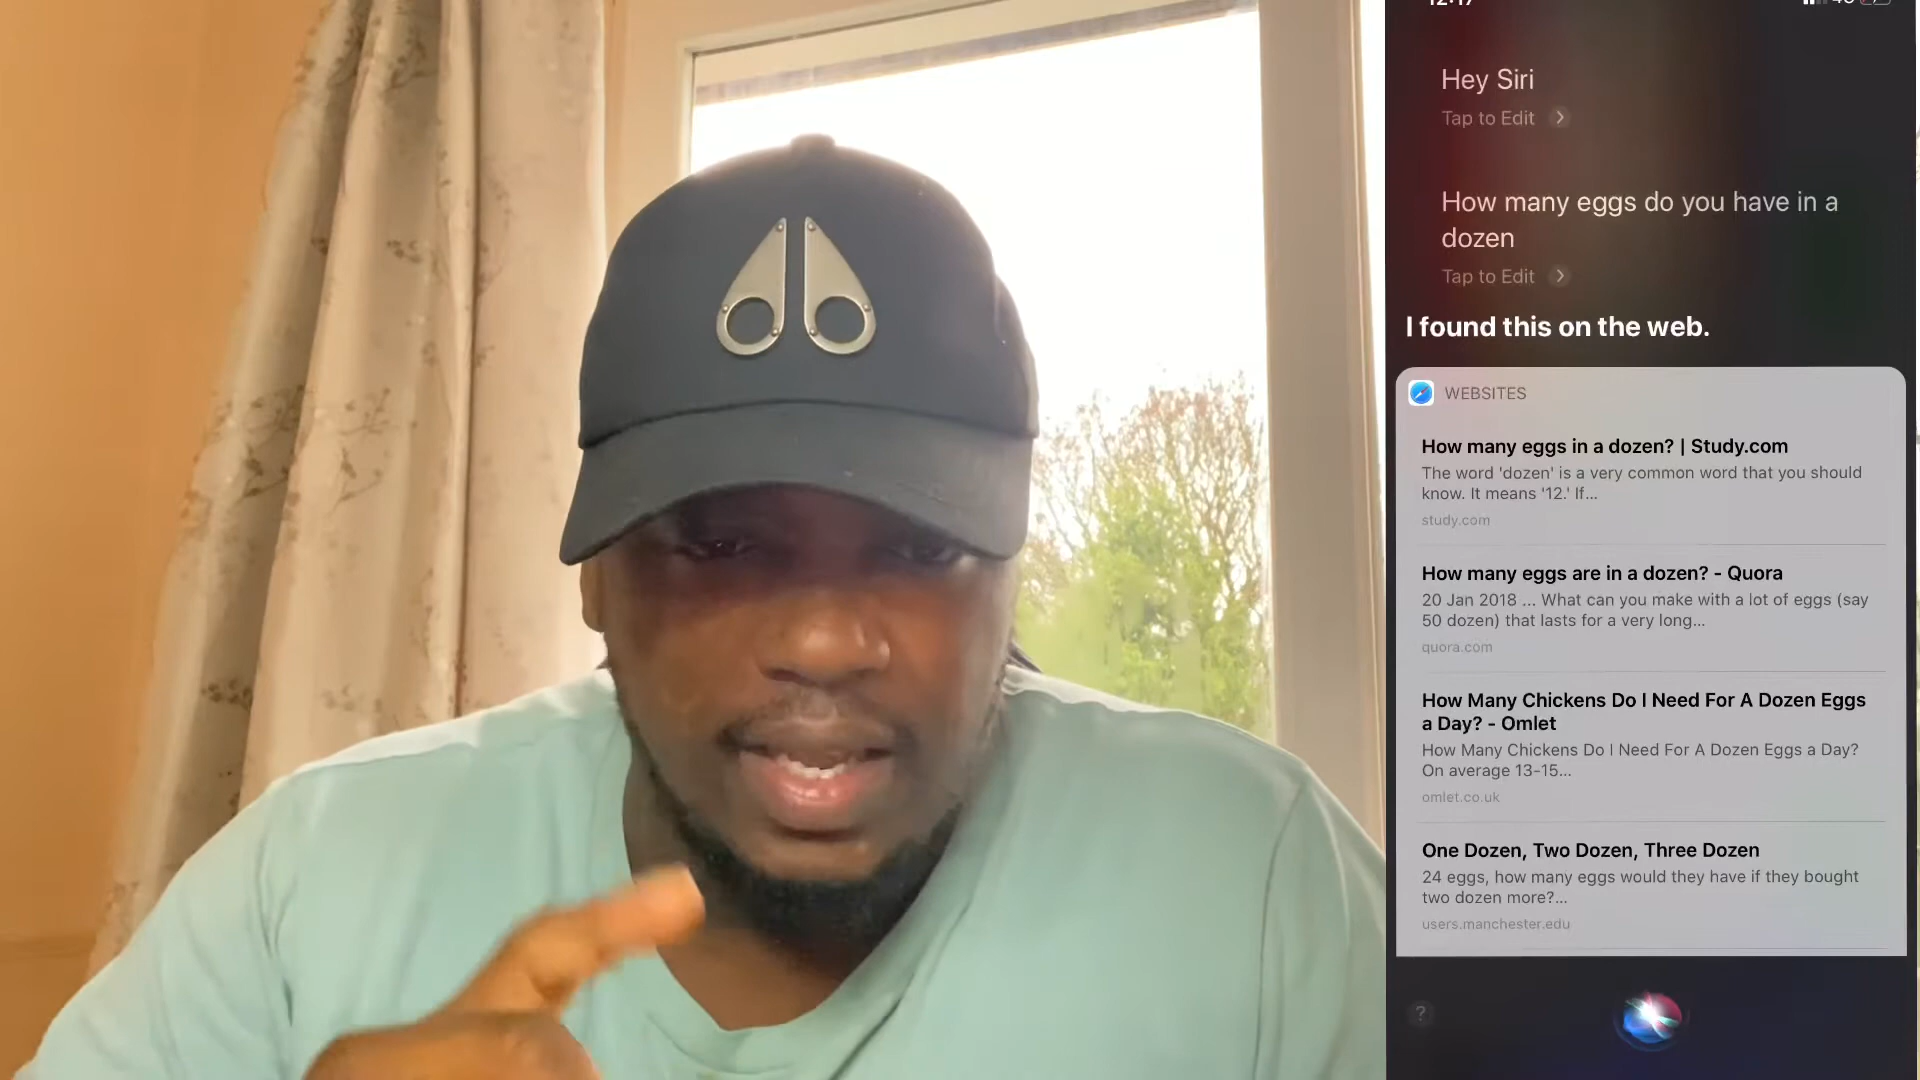 Hey Siri
Tap to Edit
How many eggs do you have in a
dozen
Tap to Edit
I found this on the web.
WEBSITES
How many eggs in a dozen? | Study.com
The word 'dozen' is a very common word that you should
know. It means '12.' If...
study.com
How many eggs are in a dozen? - Quora
20 Jan 2018 ... What can you make with a lot of eggs (say
50 dozen) that lasts for a very long...
quora.com
How Many Chickens Do I Need For A Dozen Eggs
a Day? - Omlet
How Many Chickens Do I Need For A Dozen Eggs a Day?
On average 13-15...
omlet.co.uk
One Dozen, Two Dozen, Three Dozen
24 eggs, how many eggs would they have if they bought
two dozen more?...
users.manchester.edu
?